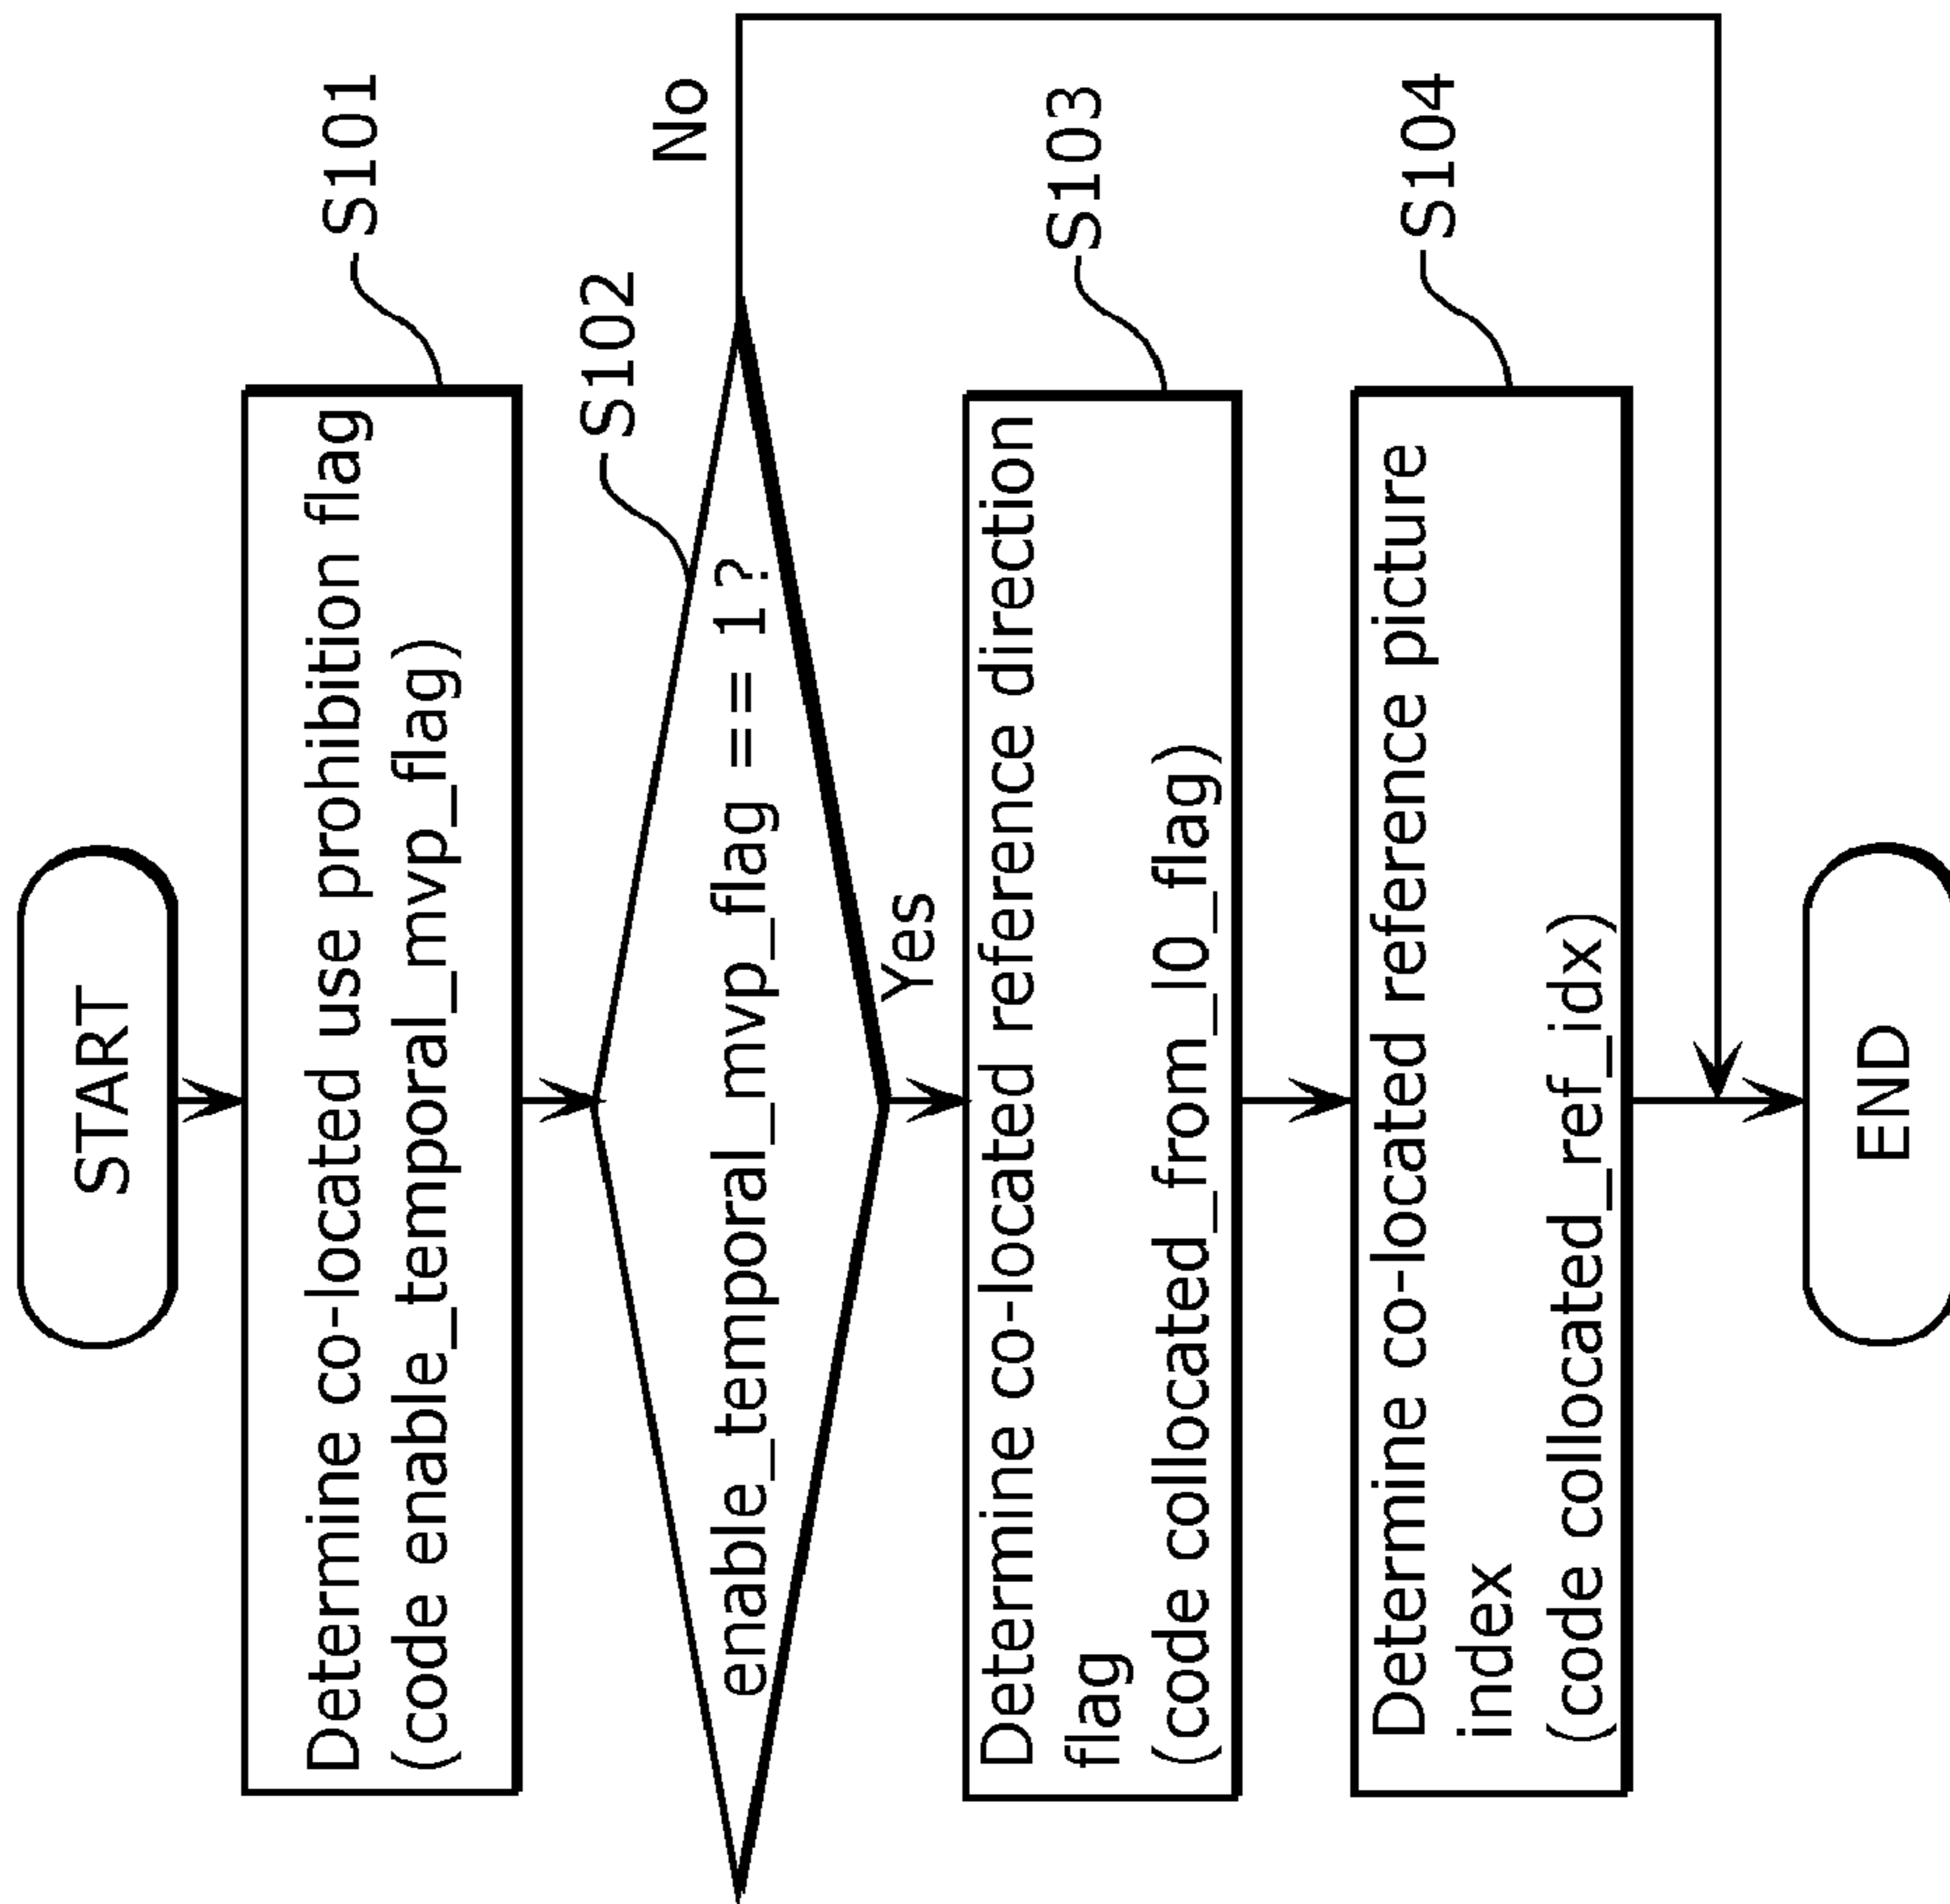 START
Determine co-located use prohibition flag
(code enable_temporal_mvp_flag)
S101
S102
enable_temporal_mvp_flag == 1?
No
Yes
Determine co-located reference direction
flag
(code collocated_from_l0_flag)
S103
Determine co-located reference picture
index
(code collocated_ref_idx)
S104
END